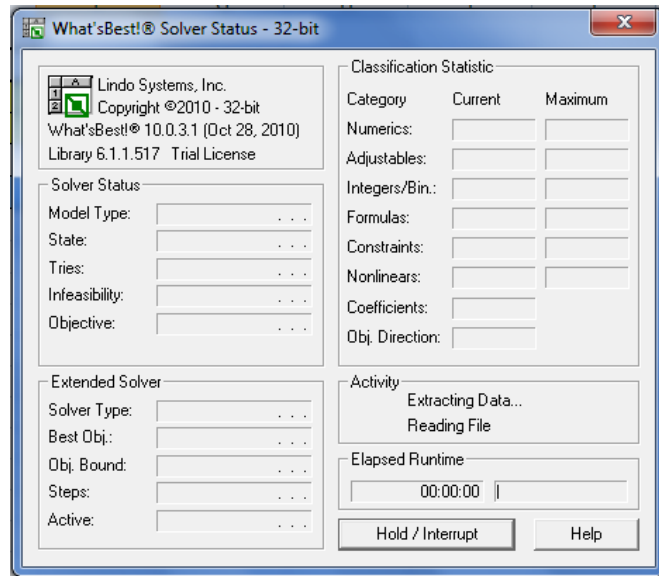 What'sBest!® Solver Status - 32-bit
Lindo Systems, Inc.
Copyright ©2010 - 32-bit
What'sBest!® 10.0.3.1 (Oct 28, 2010)
Library 6.1.1.517 Trial License
Solver Status
Model Type: . . .
State: . . .
Tries: . . .
Infeasibility: . . .
Objective: . . .
Extended Solver
Solver Type: . . .
Best Obj.: . . .
Obj. Bound: . . .
Steps: . . .
Active: . . .
Classification Statistic
Category Current Maximum
Numerics:
Adjustables:
Integers/Bin.:
Formulas:
Constraints:
Nonlinears:
Coefficients:
Obj. Direction:
Activity
Extracting Data...
Reading File
Elapsed Runtime
00:00:00 |
Hold / Interrupt Help